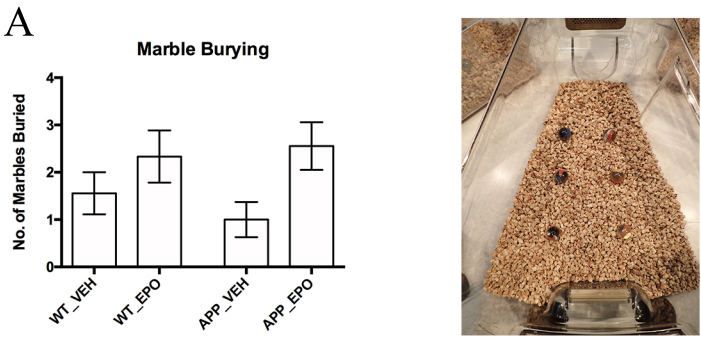 A
Marble Burying
No. of Marbles Buried
4
3
2
1
0
WT_VEH
WT_EPO
APP_VEH
APP_EPO